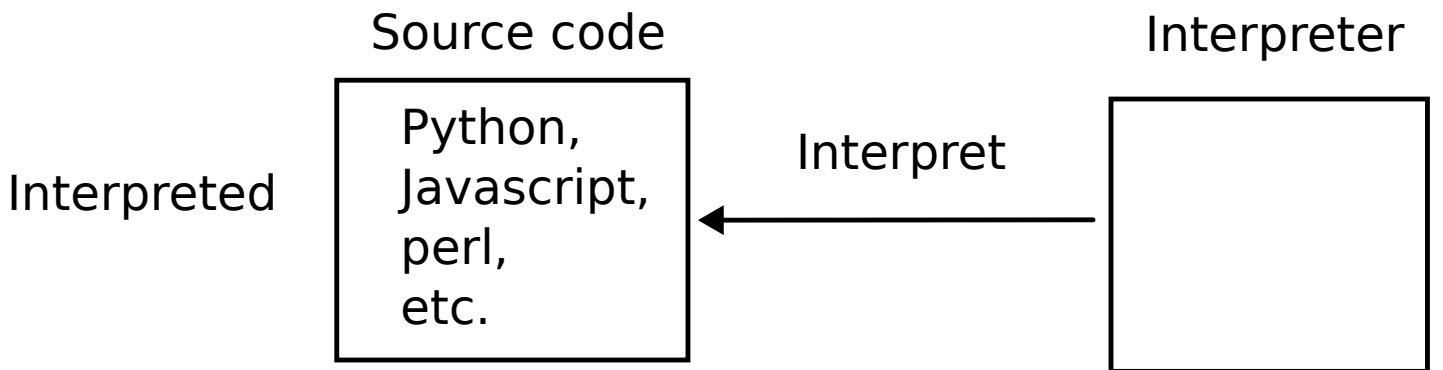 Source code
Interpreter
Python,
Javascript,
perl,
etc.
Interpreted
Interpret